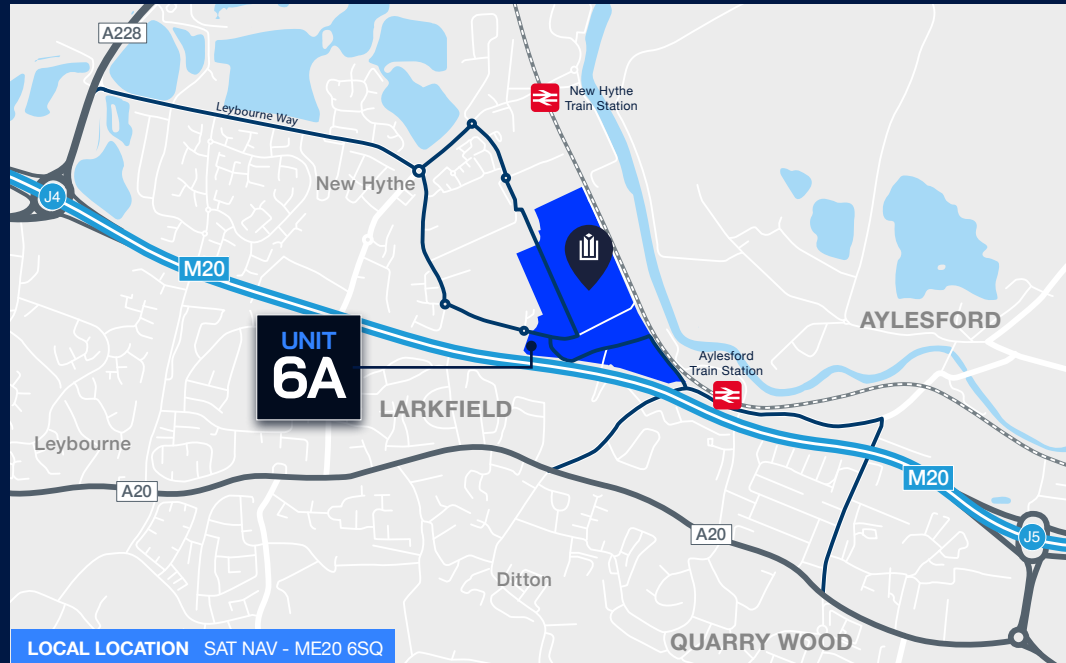 A228
Leybourne Way
New Hythe
Train Station
New Hythe
J4
M20
UNIT
6A
AYLESFORD
Aylesford
Train Station
LARKFIELD
Leybourne
A20
M20
A20
J5
Ditton
QUARRY WOOD
LOCAL LOCATION SAT NAV - ME20 6SQ